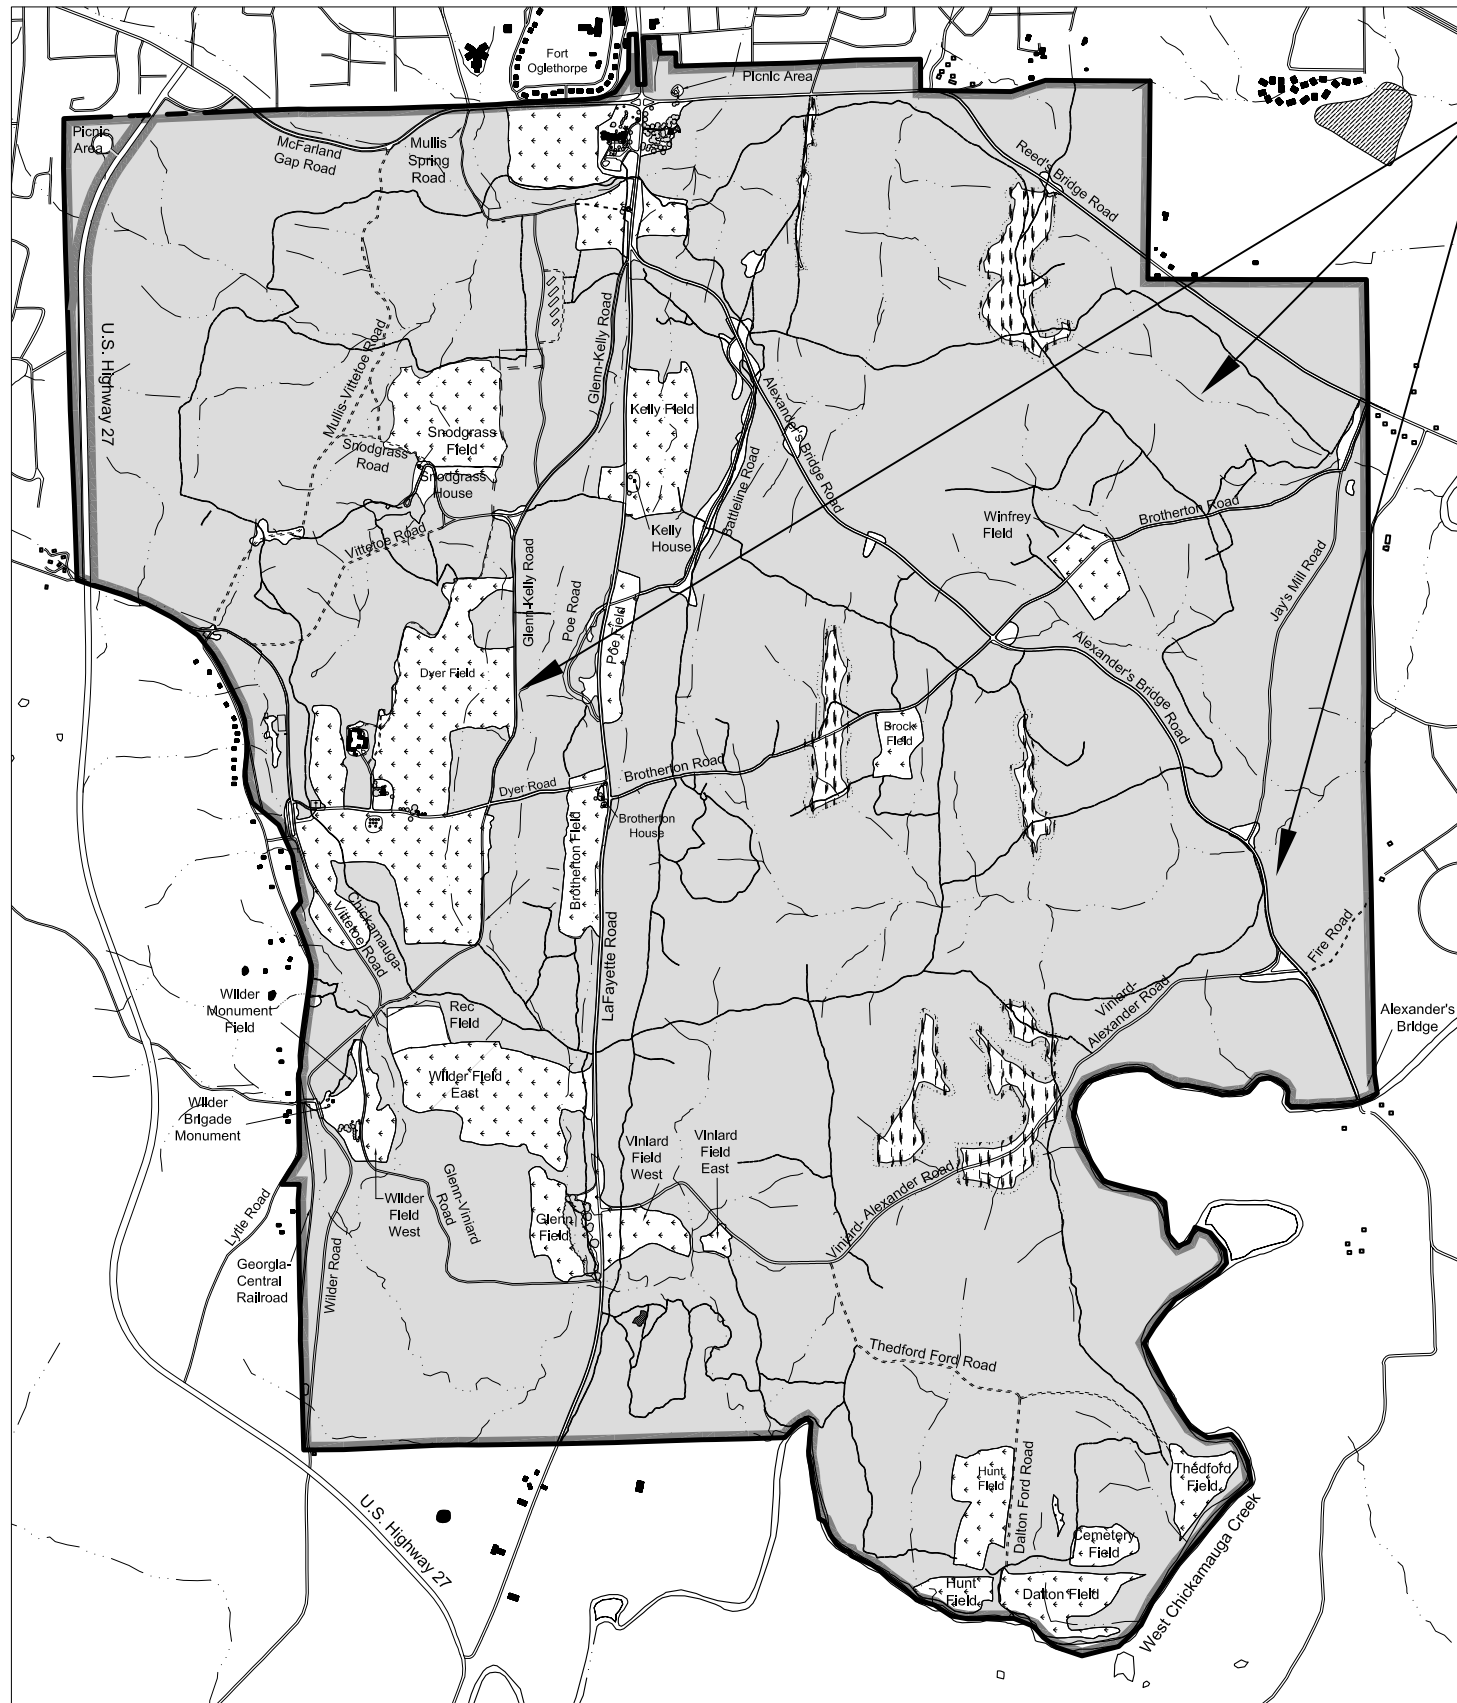 Fort
Oglethorpe
Picnic Area
Picnic
Area
McFarland
Gap Road
Mullis
Spring
Road
Reed's Bridge Road
U.S. Highway 27
Mullis-Vittetoe Road
Glenn-Kelly Road
Kelly Field
Alexander's Bridge Road
Snodgrass
Field
Snodgrass
Road
Snodgrass
House
Battleline Road
Vittetoe Road
Kelly
House
Winfrey
Field
Brotherton Road
Jay's Mill Road
Glenn-Kelly Road
Poe Road
Poe Field
Alexander's Bridge Road
Dyer Field
Brock
Field
Brotherton Road
Dyer Road
Brotherton
House
Brotherton Field
Chickamauga-
Vittetoe Road
LaFayette Road
Fire Road
Wilder
Monument
Field
Rec
Field
Viniard-
Alexander Road
Alexander's
Bridge
Wilder Field
East
Wilder
Brigade
Monument
Viniard
Field
West
Viniard
Field
East
Glenn-Viniard
Road
Wilder
Field
West
Viniard- Alexander Road
Lytle Road
Glenn
Field
Georgia-
Central
Railroad
Wilder Road
Thedford Ford Road
Hunt
Field
Dalton Ford Road
Thedford
Field
Cemetery
Field
Hunt
Field
Dalton Field
West Chickamauga Creek
U.S. Highway 27